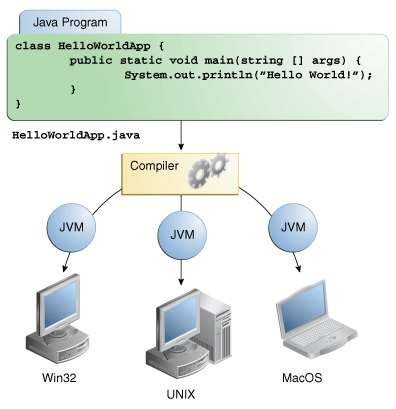 Java Program
class HelloWorldApp {
public static void main(string [] args) {
System.out.println(”Hello World!”);
}
}
HelloWorldApp.java
Compiler
JVM
JVM
JVM
Win32
UNIX
MacOS